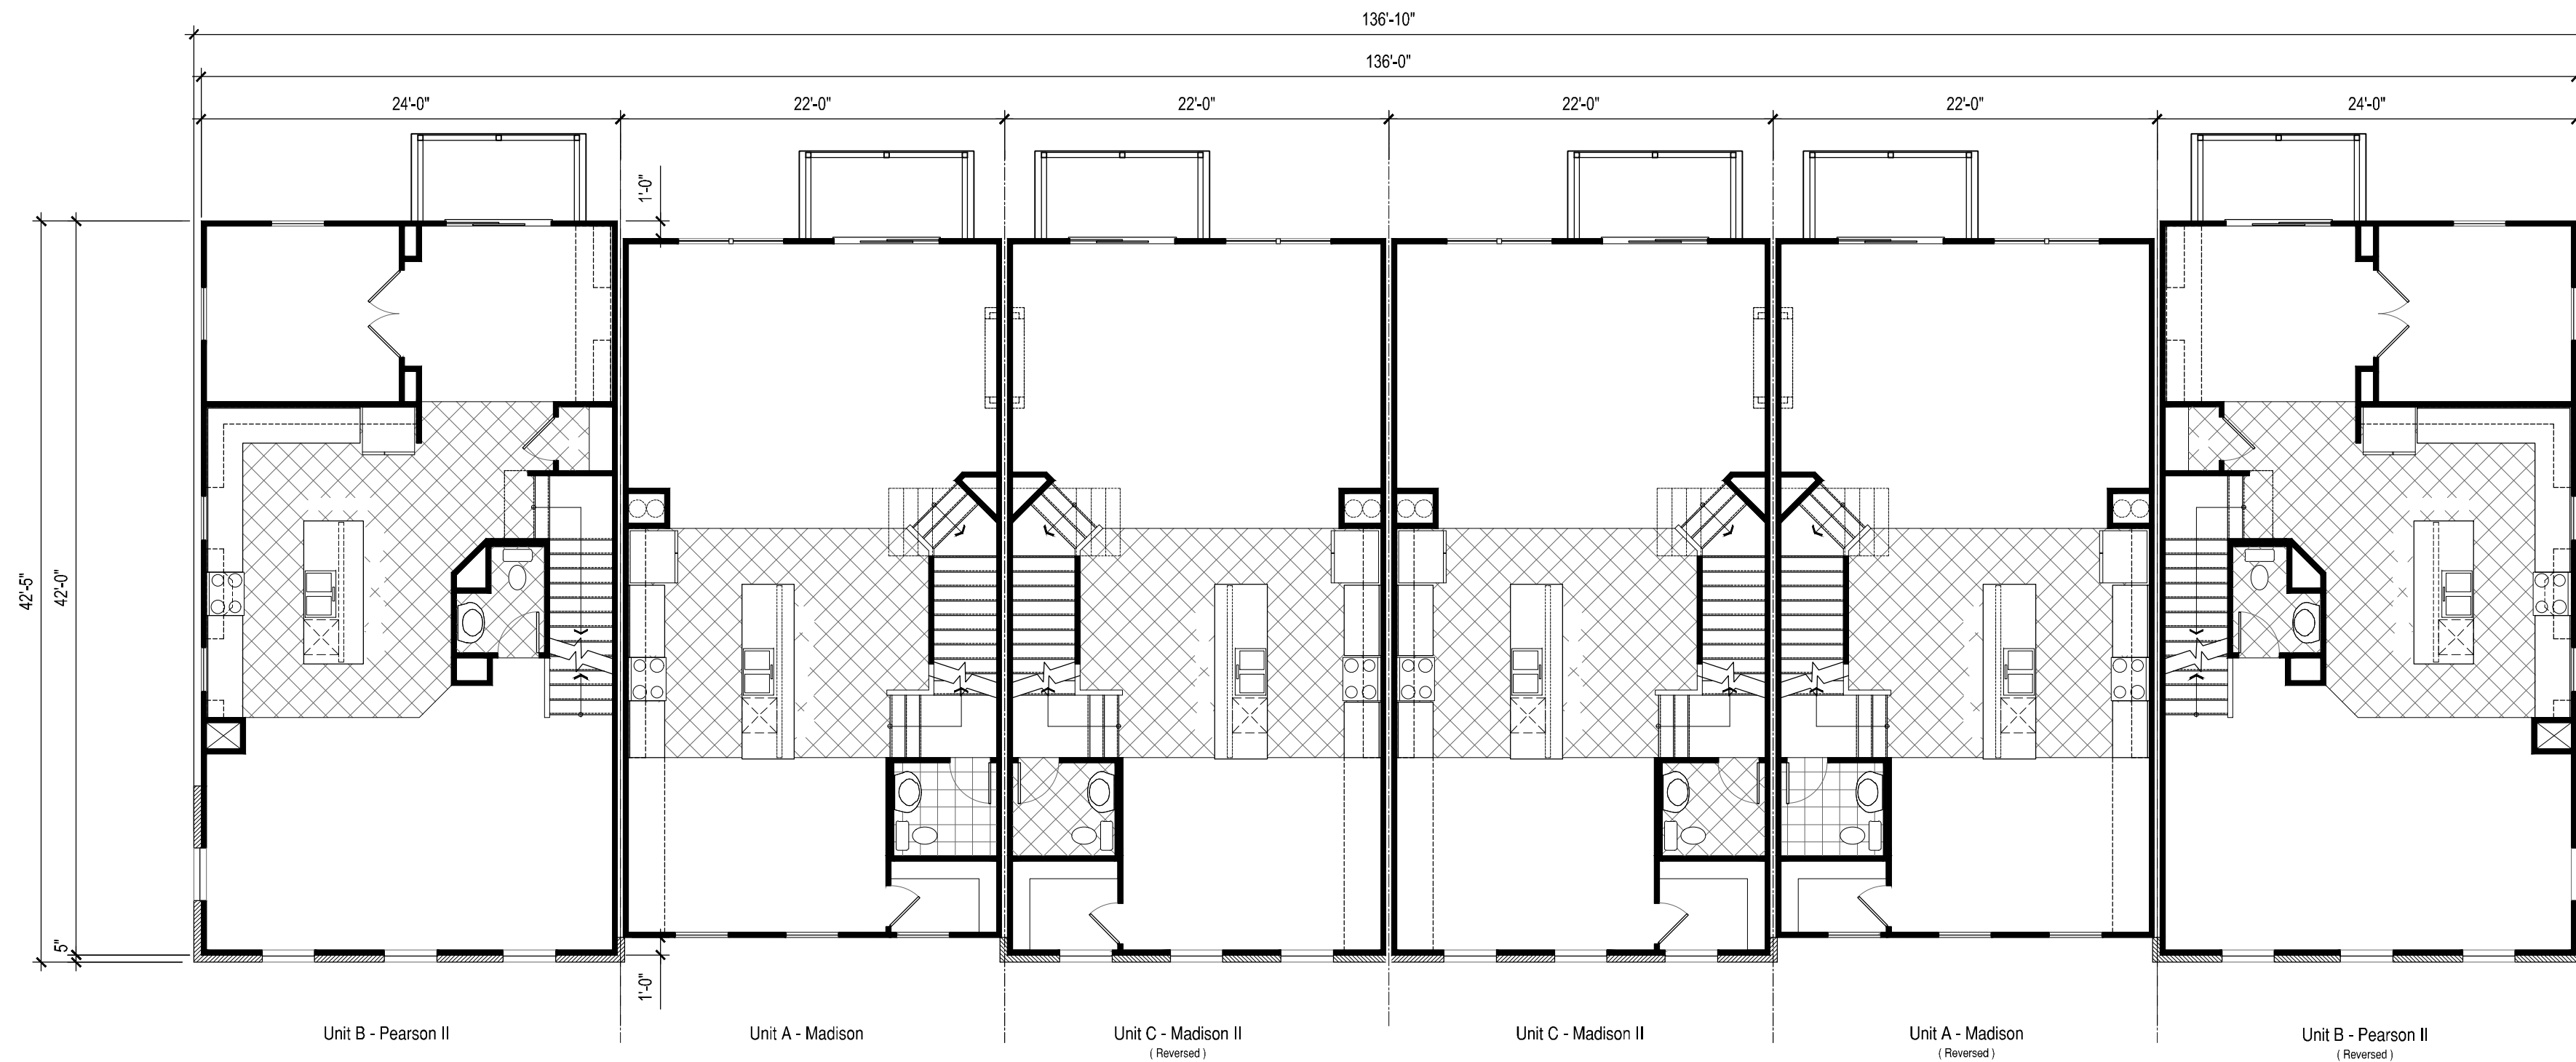 136'-10"
136'-0"
24'-0"
22'-0"
22'-0"
22'-0"
22'-0"
24'-0"
1'-0"
42'-5"
42'-0"
5"
1'-0"
Unit B - Pearson II
Unit A - Madison
Unit C - Madison II
( Reversed )
Unit C - Madison II
Unit A - Madison
( Reversed )
Unit B - Pearson II
( Reversed )